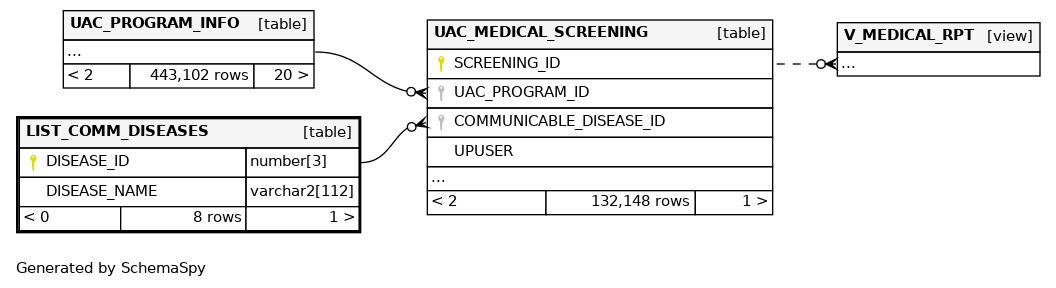 UAC_PROGRAM_INFO [table]
...
< 2 443,102 rows 20 >
LIST_COMM_DISEASES [table]
DISEASE_ID number[3]
DISEASE_NAME varchar2[112]
< 0 8 rows 1 >
UAC_MEDICAL_SCREENING [table]
SCREENING_ID
UAC_PROGRAM_ID
COMMUNICABLE_DISEASE_ID
UPUSER
...
< 2 132,148 rows 1 >
V_MEDICAL_RPT [view]
...
Generated by SchemaSpy